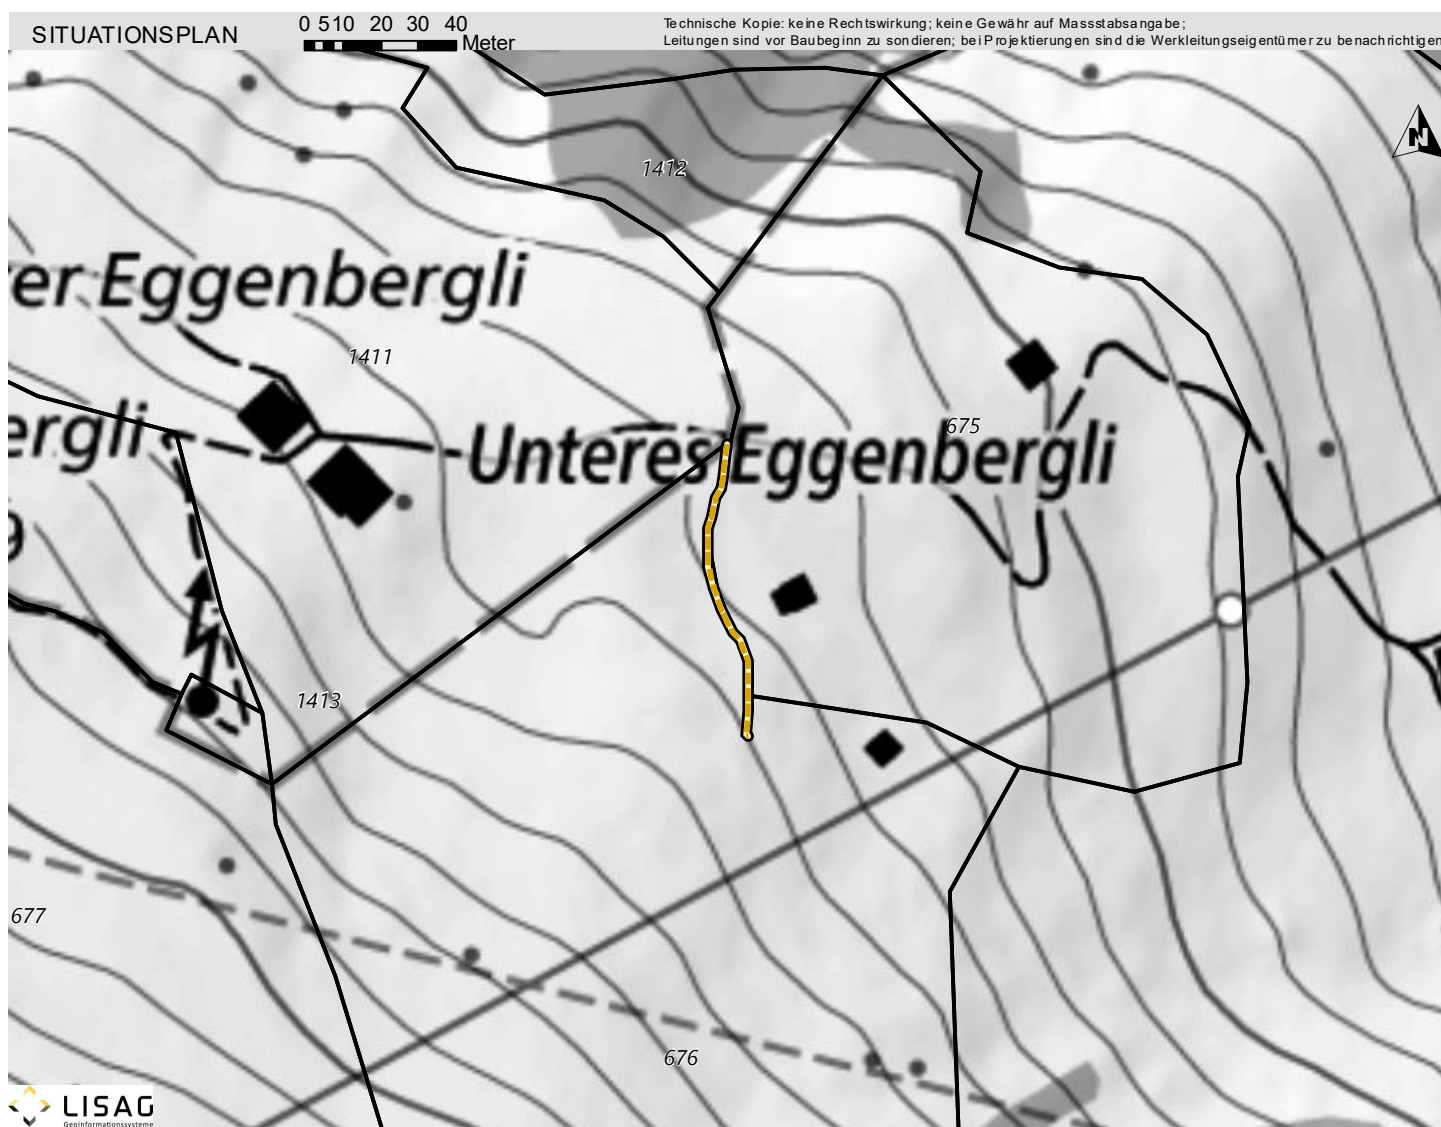 SITUATIONSPLAN
0 5 10 20 30 40
Meter
Technische Kopie: keine Rechtswirkung; keine Gewähr auf Massstabsangabe;
Leitungen sind vor Baubeginn zu sondieren; bei Projektierungen sind die Werkleitungseigentümer zu benachrichtigen
N
1412
er Eggenbergli
1411
ergli
675
Unteres Eggenbergli
9
1413
677
676
LISAG
Geoinformationssysteme